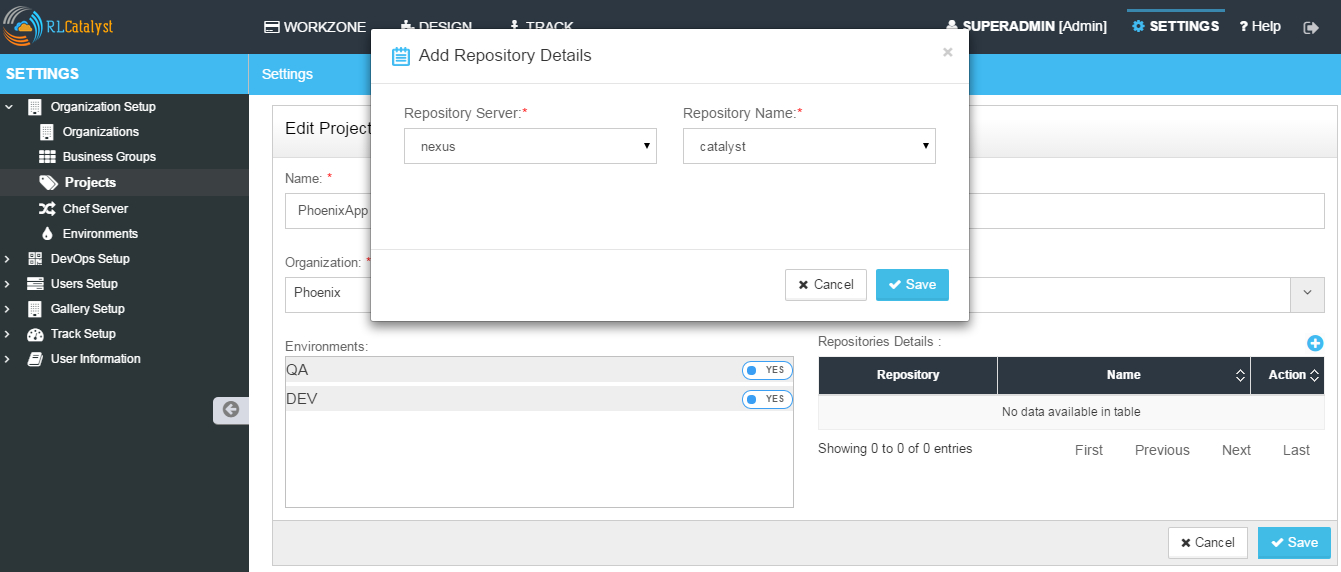 RLCatalyst
WORKZONE
DESIGN
TRACK
SUPERADMIN [Admin]
SETTINGS
? Help
SETTINGS
Settings
Organization Setup
Organizations
Business Groups
Projects
Chef Server
Environments
DevOps Setup
Users Setup
Gallery Setup
Track Setup
User Information
Add Repository Details
×
Repository Server:*
Repository Name:*
nexus
catalyst
Cancel
Save
Edit Project
Name: *
PhoenixApp
Organization: *
Phoenix
Environments:
QA YES
DEV YES
Repositories Details :
Repository Name Action
No data available in table
Showing 0 to 0 of 0 entries
First Previous Next Last
Cancel
Save